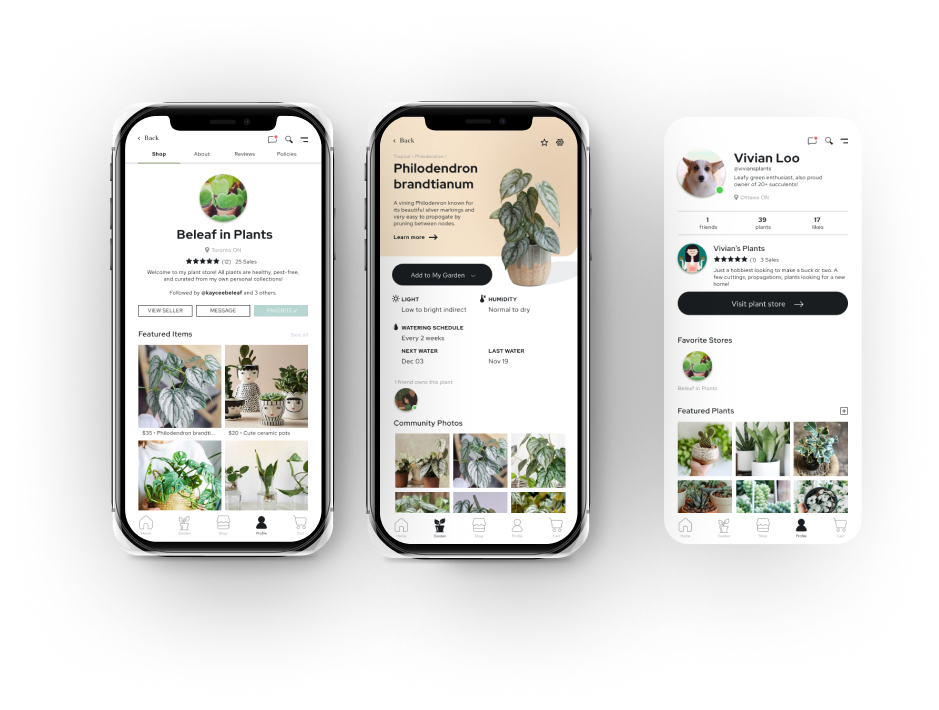 ‹ Back
Shop About Reviews Policies
Beleaf in Plants
Toronto ON
★★★★★ (12) 25 Sales
Welcome to my plant store! All plants are healthy, pest-free,
and curated from my own personal collections!
Followed by @kayceebeleaf and 3 others.
VIEW SELLER MESSAGE FAVORITE ✓
Featured Items See all
$35 • Philodendron brandti... $20 • Cute ceramic pots
Home Garden Shop Profile Cart
‹ Back
Tropical › Philodendron ›
Philodendron
brandtianum
A vining Philodenron known for
its beautiful silver markings and
very easy to propogate by
pruning between nodes.
Learn more →
Add to My Garden
LIGHT HUMIDITY
Low to bright indirect Normal to dry
WATERING SCHEDULE
Every 2 weeks
NEXT WATER LAST WATER
Dec 03 Nov 19
1 friend owns this plant
Community Photos
Home Garden Shop Profile Cart
Vivian Loo
@viviansplants
Leafy green enthusiast, also proud
owner of 20+ succulents!
Ottawa ON
1 39 17
friends plants likes
Vivian's Plants
★★★★★ (1) 3 Sales
Just a hobbiest looking to make a buck or two. A
few cuttings, propagations, plants looking for a new
home!
Visit plant store →
Favorite Stores
Beleaf in Plants
Featured Plants
Home Garden Shop Profile Cart